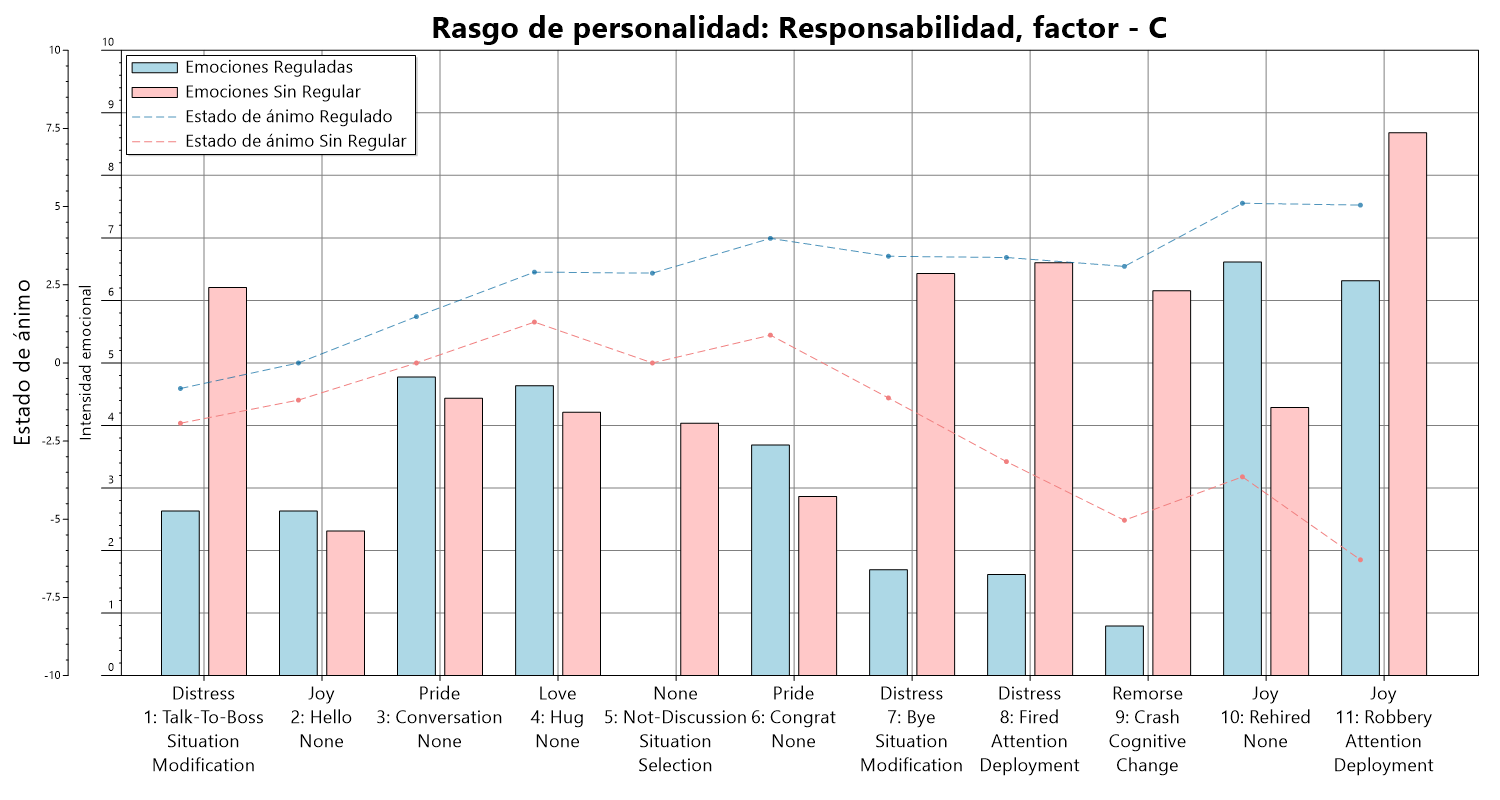 Rasgo de personalidad: Responsabilidad, factor - C
Emociones Reguladas
Emociones Sin Regular
Estado de ánimo Regulado
Estado de ánimo Sin Regular
Estado de ánimo
10
7.5
5
2.5
0
-2.5
-5
-7.5
-10
Intensidad emocional
10
9
8
7
6
5
4
3
2
1
0
Distress
1: Talk-To-Boss
Situation
Modification
Joy
2: Hello
None
Pride
3: Conversation
None
Love
4: Hug
None
None
5: Not-Discussion
Situation
Selection
Pride
6: Congrat
None
Distress
7: Bye
Situation
Modification
Distress
8: Fired
Attention
Deployment
Remorse
9: Crash
Cognitive
Change
Joy
10: Rehired
None
Joy
11: Robbery
Attention
Deployment